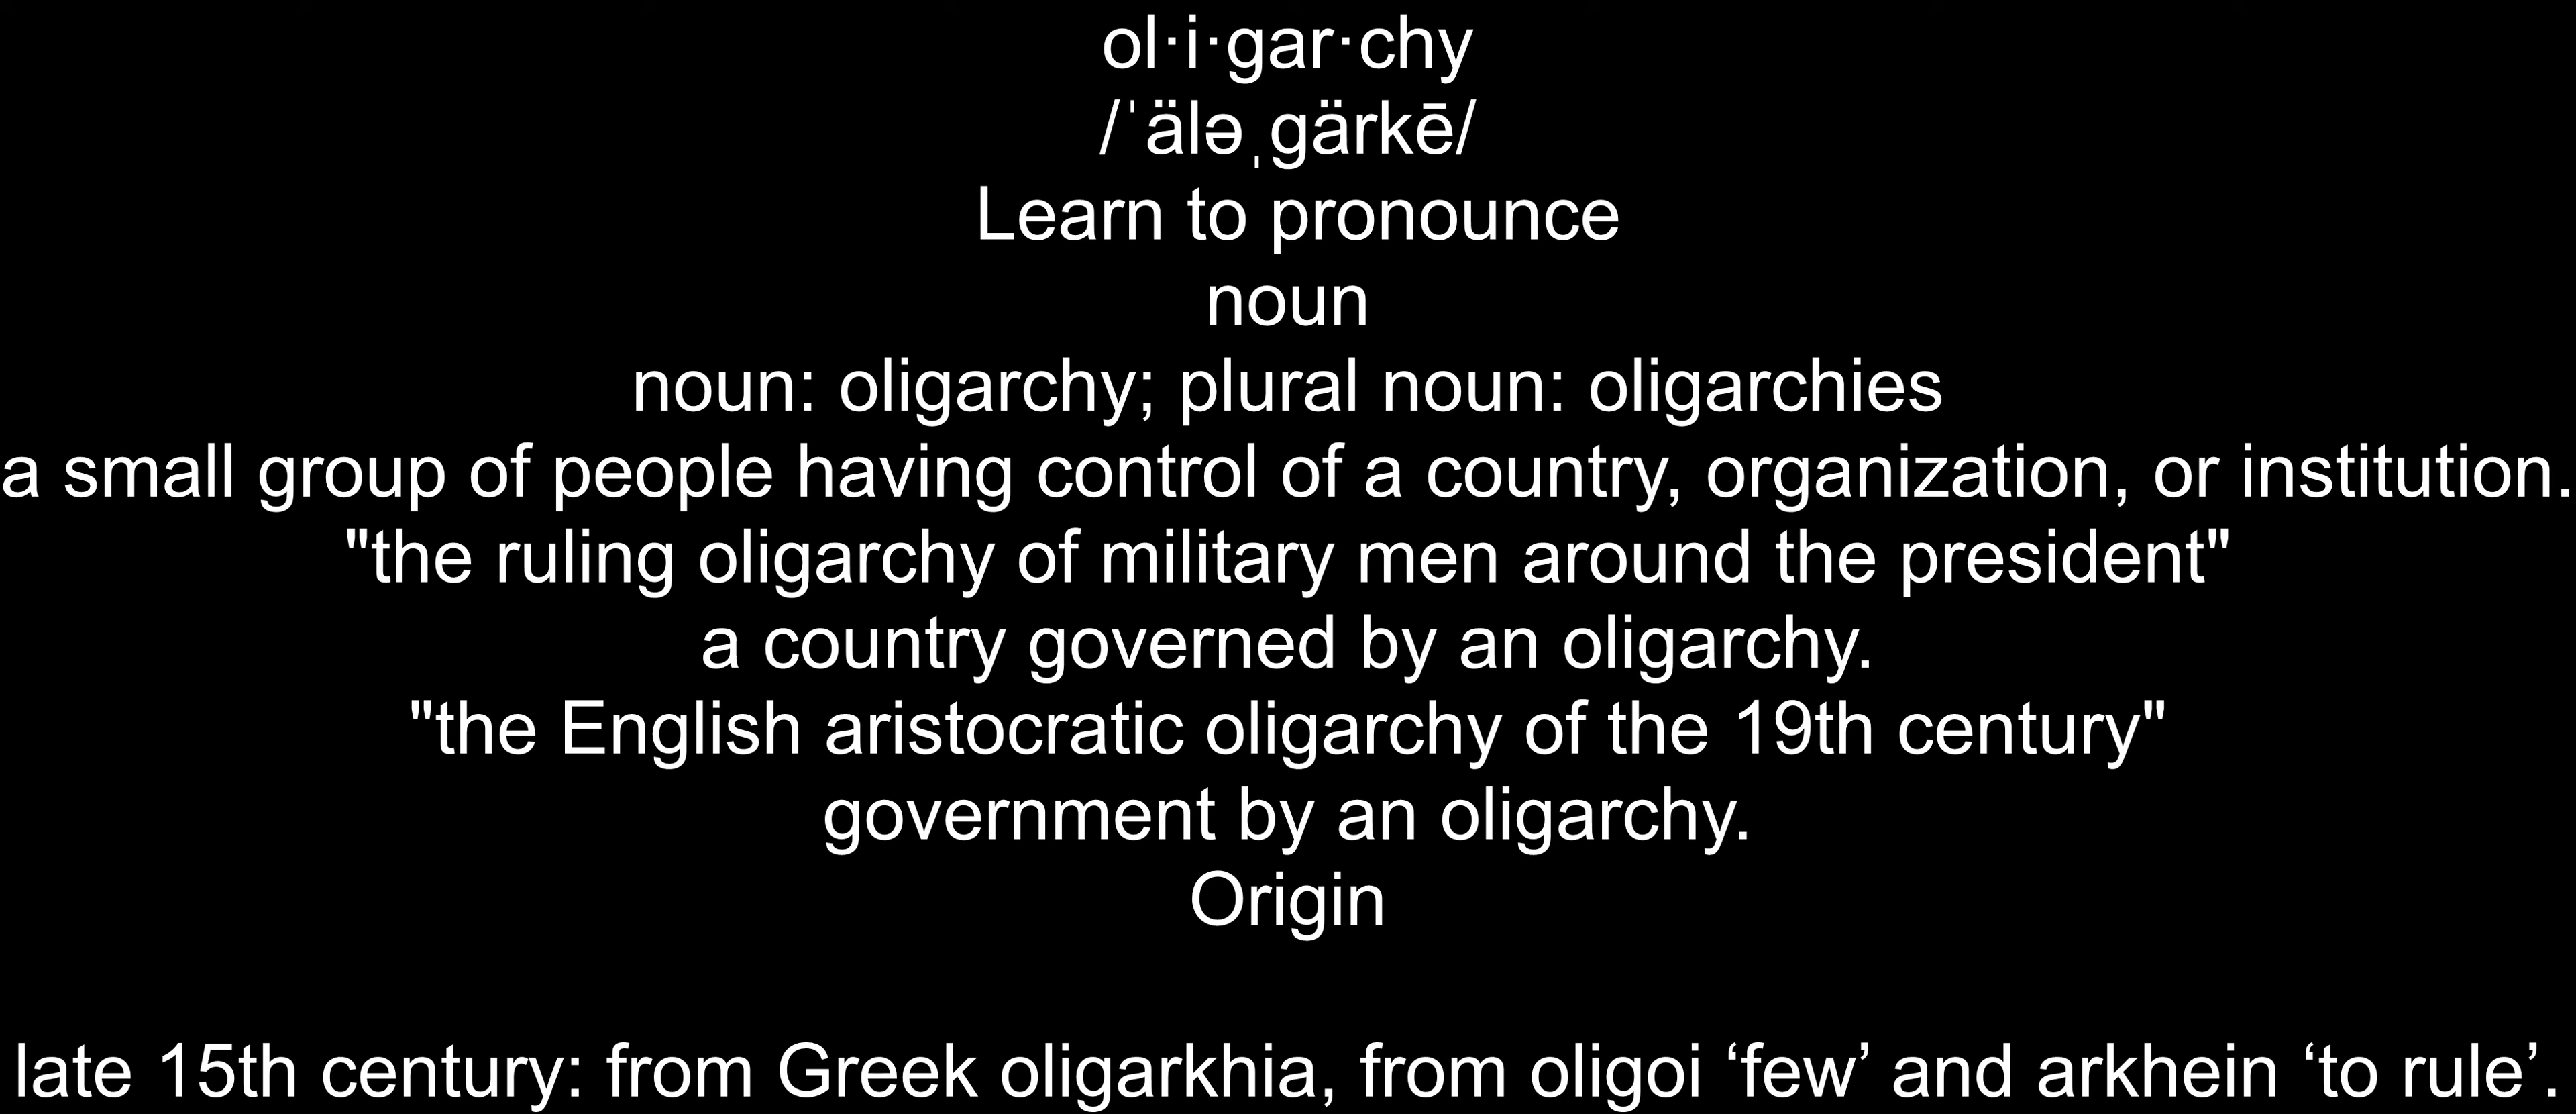 ol·i·gar·chy
/ˈäləˌɡärkē/
Learn to pronounce
noun
noun: oligarchy; plural noun: oligarchies
a small group of people having control of a country, organization, or institution.
"the ruling oligarchy of military men around the president"
a country governed by an oligarchy.
"the English aristocratic oligarchy of the 19th century"
government by an oligarchy.
Origin
late 15th century: from Greek oligarkhia, from oligoi ‘few’ and arkhein ‘to rule’.